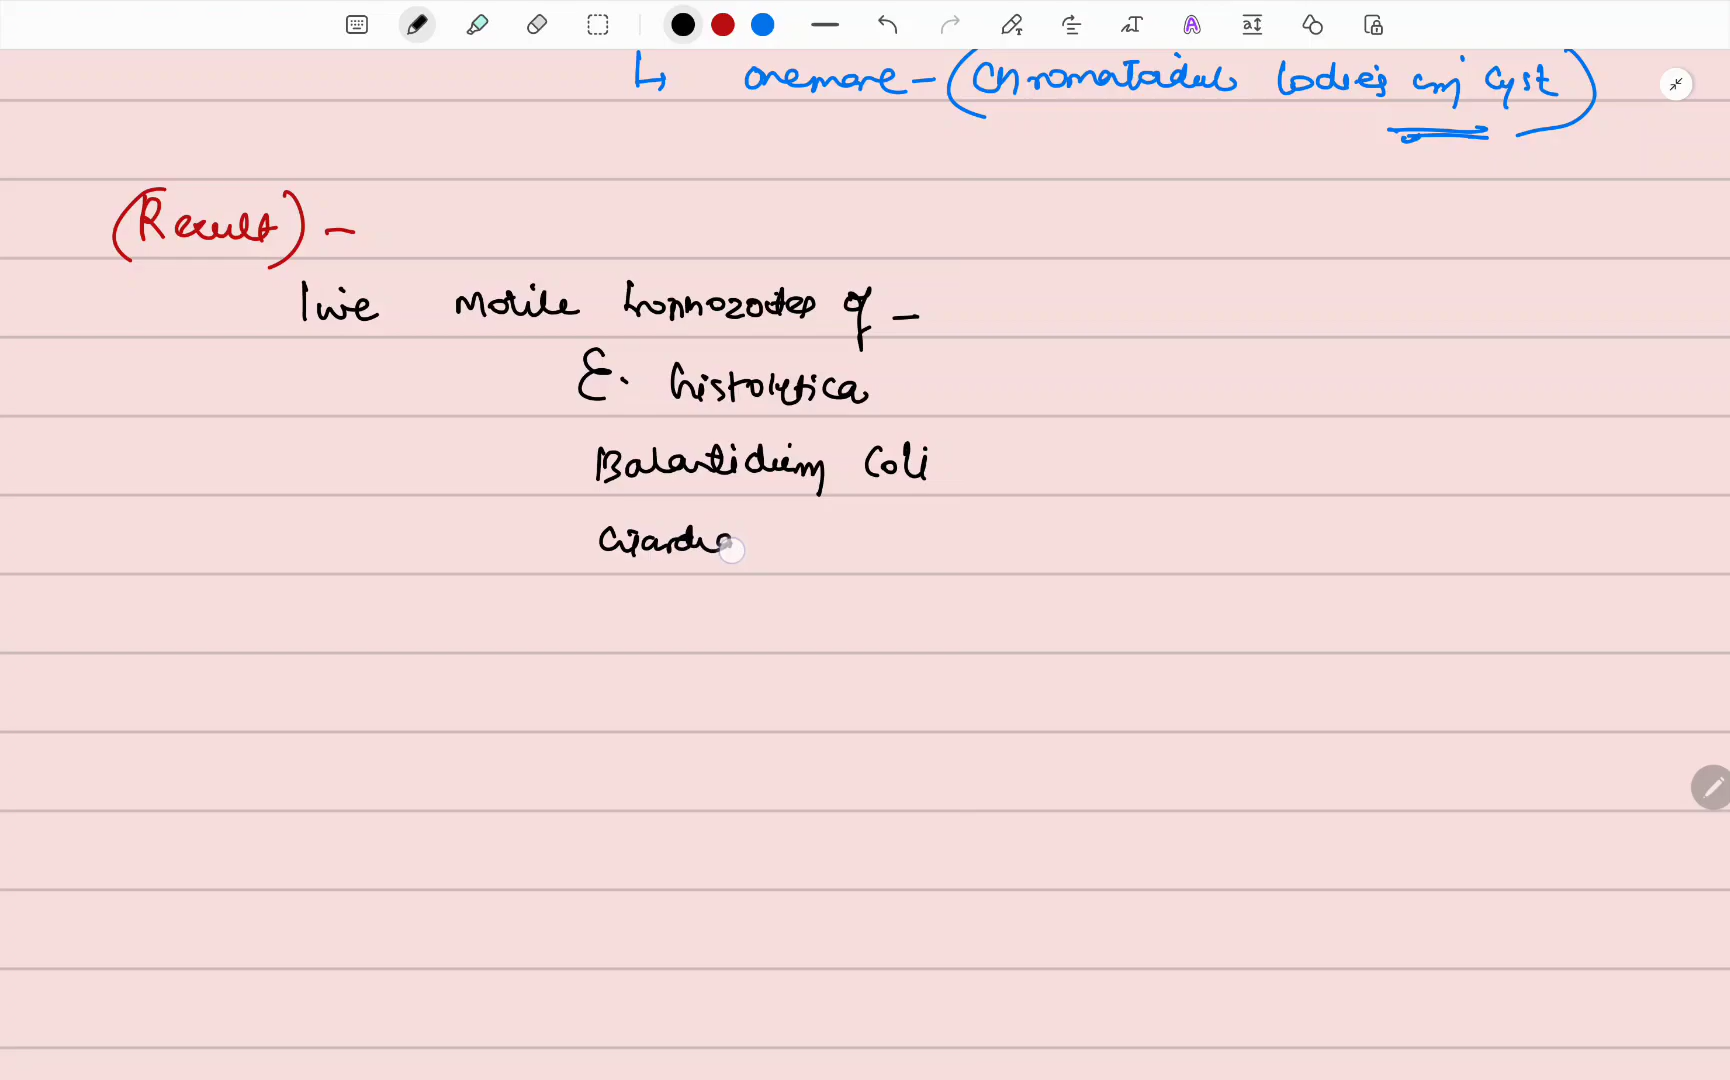 ↳ onemore - (Chromatoidal bodies in cyst)
(Result) -
live motile trophozoites of -
E. histolytica
Balantidium Coli
Giardia